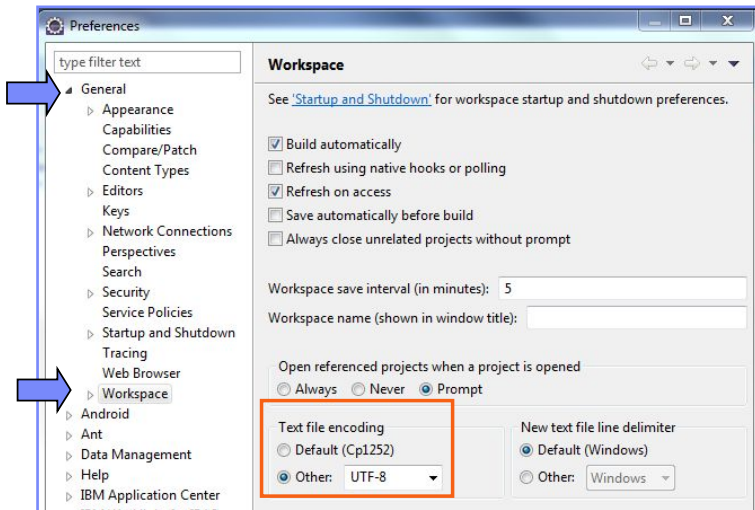 Preferences
type filter text
General
Appearance
Capabilities
Compare/Patch
Content Types
Editors
Keys
Network Connections
Perspectives
Search
Security
Service Policies
Startup and Shutdown
Tracing
Web Browser
Workspace
Android
Ant
Data Management
Help
IBM Application Center
Workspace
See 'Startup and Shutdown' for workspace startup and shutdown preferences.
Build automatically
Refresh using native hooks or polling
Refresh on access
Save automatically before build
Always close unrelated projects without prompt
Workspace save interval (in minutes): 5
Workspace name (shown in window title):
Open referenced projects when a project is opened
Always Never Prompt
Text file encoding
Default (Cp1252)
Other: UTF-8
New text file line delimiter
Default (Windows)
Other: Windows